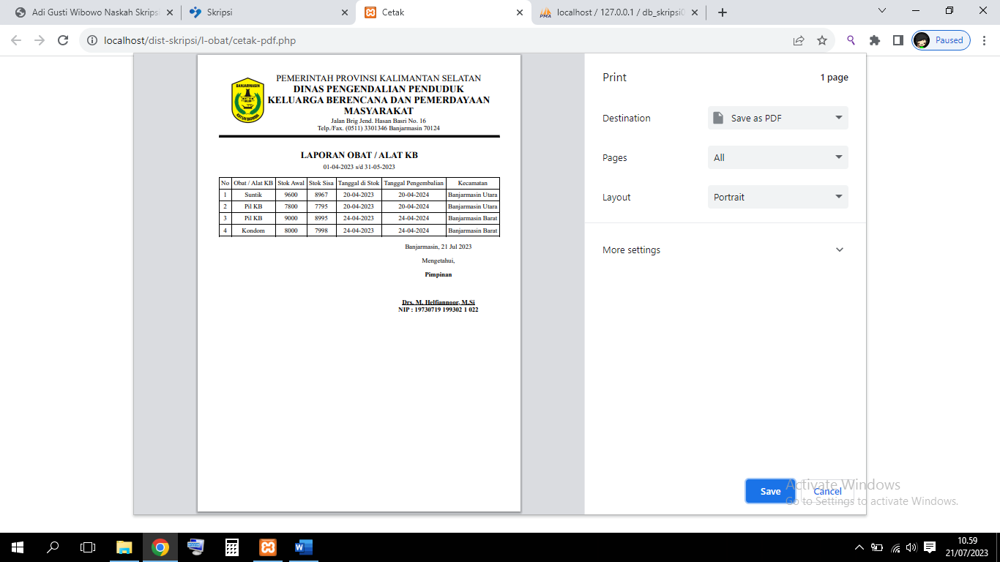 Adi Gusti Wibowo Naskah Skrips
Skripsi
Cetak
localhost / 127.0.0.1 / db_skripsi0
localhost/dist-skripsi/l-obat/cetak-pdf.php
Paused
BANJARMASIN
KAYUH BAIMBAI
PEMERINTAH PROVINSI KALIMANTAN SELATAN
DINAS PENGENDALIAN PENDUDUK
KELUARGA BERENCANA DAN PEMERDAYAAN
MASYARAKAT
Jalan Brig Jend. Hasan Basri No. 16
Telp./Fax. (0511) 3301346 Banjarmasin 70124
LAPORAN OBAT / ALAT KB
01-04-2023 s/d 31-05-2023
No Obat / Alat KB Stok Awal Stok Sisa Tanggal di Stok Tanggal Pengembalian Kecamatan
1 Suntik 9600 8967 20-04-2023 20-04-2024 Banjarmasin Utara
2 Pil KB 7800 7795 20-04-2023 20-04-2024 Banjarmasin Utara
3 Pil KB 9000 8995 24-04-2023 24-04-2024 Banjarmasin Barat
4 Kondom 8000 7998 24-04-2023 24-04-2024 Banjarmasin Barat
Banjarmasin, 21 Jul 2023
Mengetahui,
Pimpinan
Drs. M. Helfiannoor, M.Si
NIP : 19730719 199302 1 022
Print 1 page
Destination Save as PDF
Pages All
Layout Portrait
More settings
Save Cancel
Activate Windows
Go to Settings to activate Windows.
10.59
21/07/2023